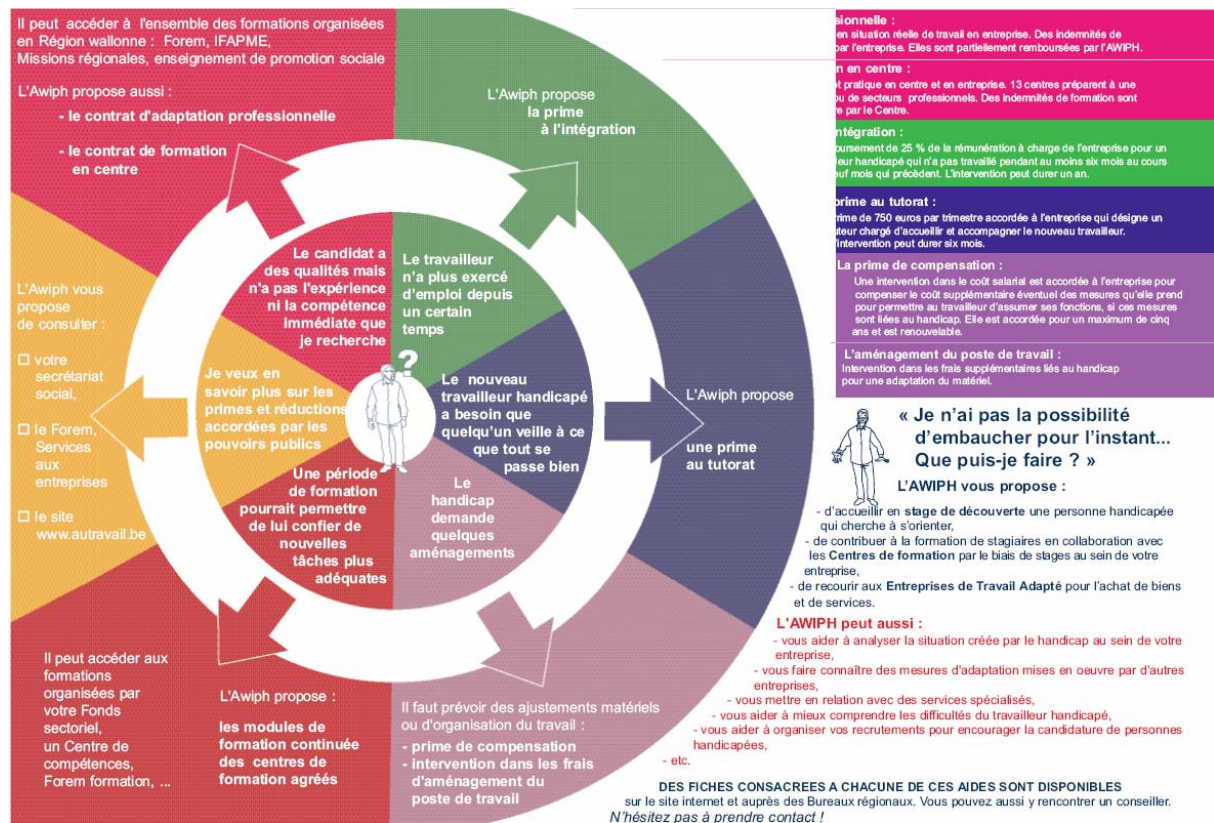 Il peut accéder à l'ensemble des formations organisées
en Région wallonne : Forem, IFAPME,
Missions régionales, enseignement de promotion sociale
L'Awiph propose aussi :
- le contrat d'adaptation professionnelle
- le contrat de formation
en centre
L'Awiph propose
la prime
à l'intégration
Le candidat a
des qualités mais
n'a pas l'expérience
ni la compétence
immédiate que
je recherche
Le travailleur
n'a plus exercé
d'emploi depuis
un certain
temps
L'Awiph vous
propose
de consulter :
□ votre
secrétariat
social,
□ le Forem,
Services
aux
entreprises
□ le site
www.autravail.be
Je veux en
savoir plus sur les
primes et réductions
accordées par les
pouvoirs publics
?
Le nouveau
travailleur handicapé
a besoin que
quelqu'un veille à ce
que tout se
passe bien
L'Awiph propose
une prime
au tutorat
Une période
de formation
pourrait permettre
de lui confier de
nouvelles
tâches plus
adéquates
Le
handicap
demande
quelques
aménagements
Il peut accéder aux
formations
organisées par
votre Fonds
sectoriel,
un Centre de
compétences,
Forem formation, ...
L'Awiph propose :
les modules de
formation continuée
des centres de
formation agréés
Il faut prévoir des ajustements matériels
ou d'organisation du travail :
- prime de compensation
- intervention dans les frais
d'aménagement du
poste de travail
sionnelle :
en situation réelle de travail en entreprise. Des indemnités de
par l'entreprise. Elles sont partiellement remboursées par l'AWIPH.
n en centre :
t pratique en centre et en entreprise. 13 centres préparent à une
ou de secteurs professionnels. Des indemnités de formation sont
re par le Centre.
ntégration :
oursement de 25 % de la rémunération à charge de l'entreprise pour un
leur handicapé qui n'a pas travaillé pendant au moins six mois au cours
euf mois qui précèdent. L'intervention peut durer un an.
prime au tutorat :
rime de 750 euros par trimestre accordée à l'entreprise qui désigne un
uteur chargé d'accueillir et accompagner le nouveau travailleur.
'intervention peut durer six mois.
La prime de compensation :
Une intervention dans le coût salarial est accordée à l'entreprise pour
compenser le coût supplémentaire éventuel des mesures qu'elle prend
pour permettre au travailleur d'assumer ses fonctions, si ces mesures
sont liées au handicap. Elle est accordée pour un maximum de cinq
ans et est renouvelable.
L'aménagement du poste de travail :
Intervention dans les frais supplémentaires liés au handicap
pour une adaptation du matériel.
« Je n'ai pas la possibilité
d'embaucher pour l'instant...
Que puis-je faire ? »
L'AWIPH vous propose :
- d'accueillir en stage de découverte une personne handicapée
qui cherche à s'orienter,
- de contribuer à la formation de stagiaires en collaboration avec
les Centres de formation par le biais de stages au sein de votre
entreprise,
- de recourir aux Entreprises de Travail Adapté pour l'achat de biens
et de services.
L'AWIPH peut aussi :
- vous aider à analyser la situation créée par le handicap au sein de votre
entreprise,
- vous faire connaître des mesures d'adaptation mises en oeuvre par d'autres
entreprises,
- vous mettre en relation avec des services spécialisés,
- vous aider à mieux comprendre les difficultés du travailleur handicapé,
- vous aider à organiser vos recrutements pour encourager la candidature de personnes
handicapées,
- etc.
DES FICHES CONSACREES A CHACUNE DE CES AIDES SONT DISPONIBLES
sur le site internet et auprès des Bureaux régionaux. Vous pouvez aussi y rencontrer un conseiller.
N'hésitez pas à prendre contact !